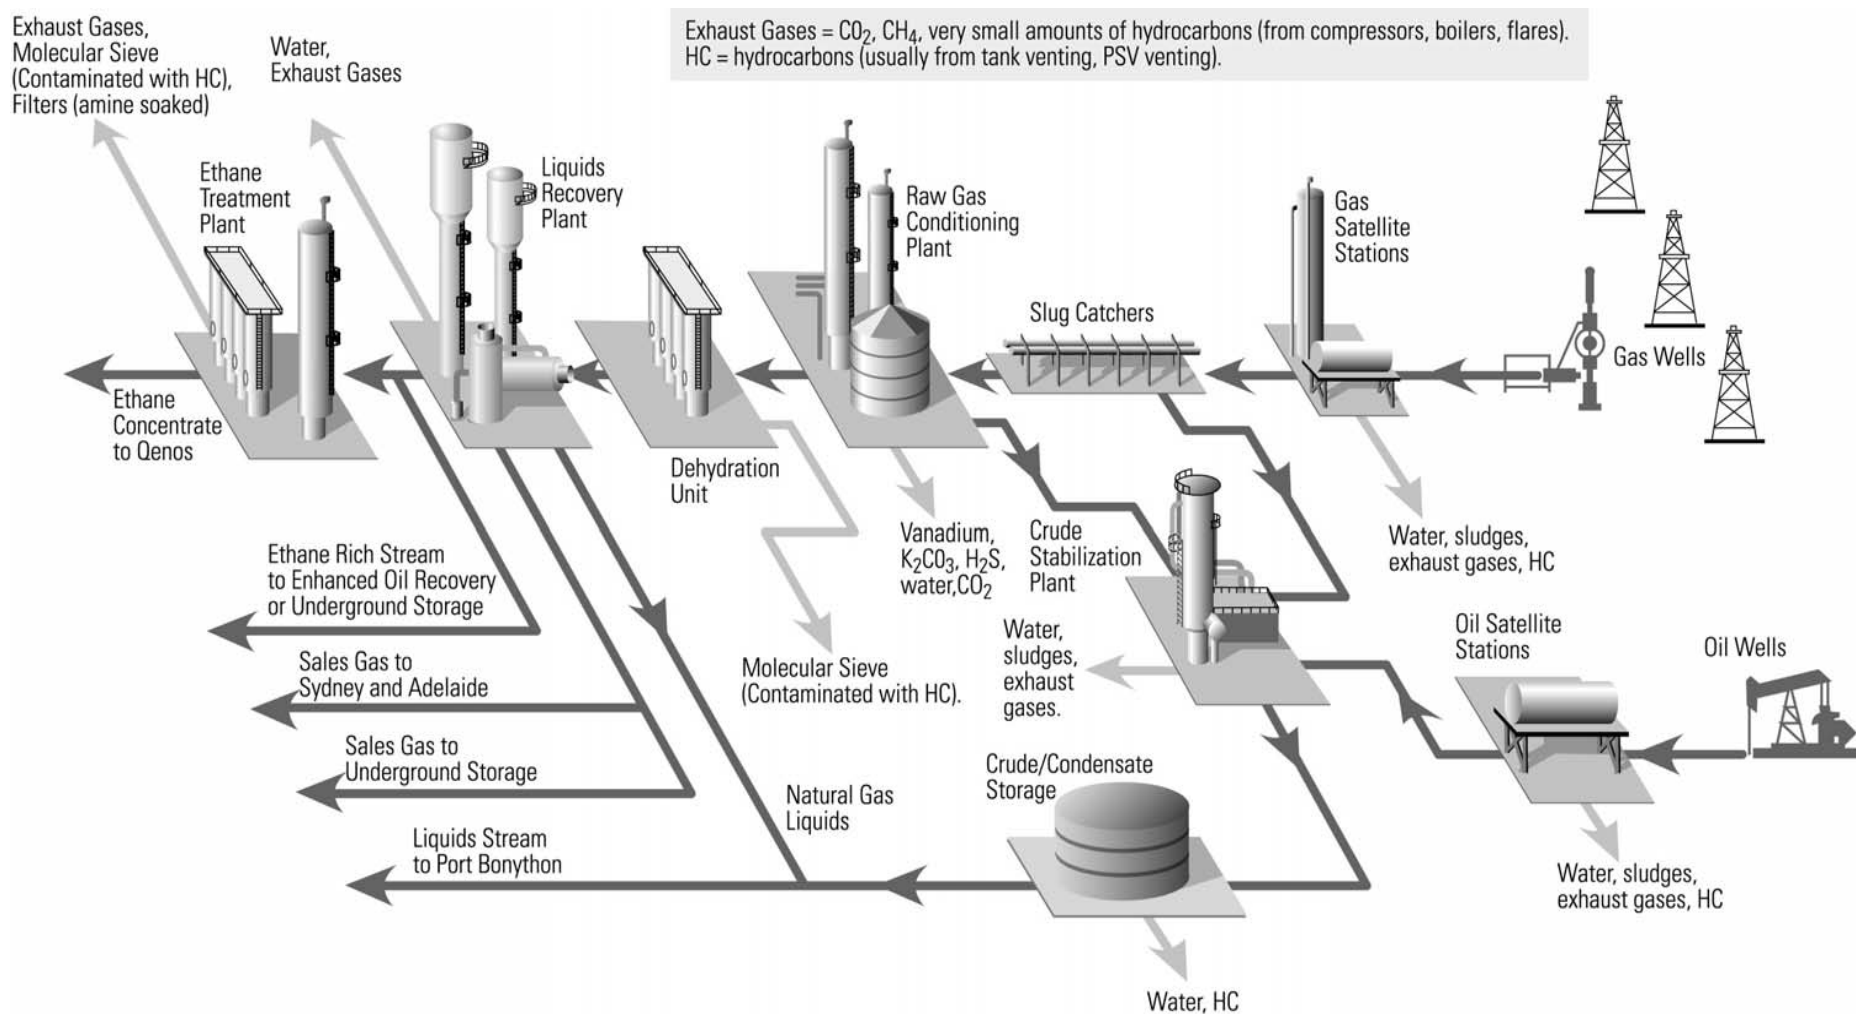 Exhaust Gases,
Molecular Sieve
(Contaminated with HC),
Filters (amine soaked)
Water,
Exhaust Gases
Exhaust Gases = CO₂, CH₄, very small amounts of hydrocarbons (from compressors, boilers, flares).
HC = hydrocarbons (usually from tank venting, PSV venting).
Ethane
Treatment
Plant
Liquids
Recovery
Plant
Raw Gas
Conditioning
Plant
Gas
Satellite
Stations
Slug Catchers
Gas Wells
Ethane
Concentrate
to Qenos
Dehydration
Unit
Vanadium,
K₂CO₃, H₂S,
water,CO₂
Crude
Stabilization
Plant
Water, sludges,
exhaust gases, HC
Ethane Rich Stream
to Enhanced Oil Recovery
or Underground Storage
Water,
sludges,
exhaust
gases.
Oil Satellite
Stations
Oil Wells
Sales Gas to
Sydney and Adelaide
Molecular Sieve
(Contaminated with HC).
Sales Gas to
Underground Storage
Crude/Condensate
Storage
Natural Gas
Liquids
Liquids Stream
to Port Bonython
Water, sludges,
exhaust gases, HC
Water, HC